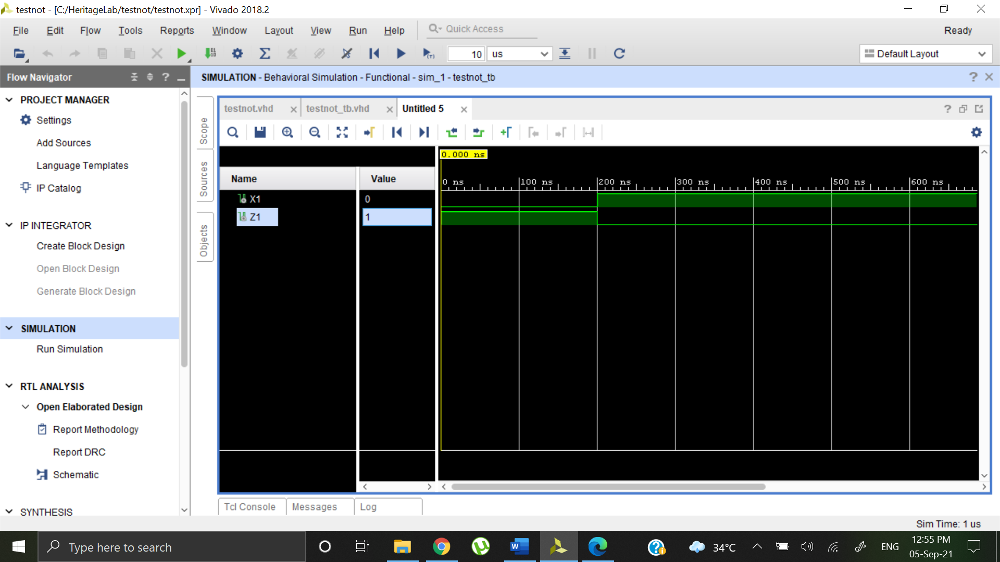 testnot - [C:/HeritageLab/testnot/testnot.xpr] - Vivado 2018.2
File Edit Flow Tools Reports Window Layout View Run Help Quick Access Ready
10 us Default Layout
Flow Navigator
SIMULATION - Behavioral Simulation - Functional - sim_1 - testnot_tb
PROJECT MANAGER
Settings
Add Sources
Language Templates
IP Catalog
IP INTEGRATOR
Create Block Design
Open Block Design
Generate Block Design
SIMULATION
Run Simulation
RTL ANALYSIS
Open Elaborated Design
Report Methodology
Report DRC
Schematic
SYNTHESIS
Scope
Sources
Objects
testnot.vhd testnot_tb.vhd Untitled 5
0.000 ns
Name Value
0 ns 100 ns 200 ns 300 ns 400 ns 500 ns 600 ns
X1 0
Z1 1
Tcl Console Messages Log
Sim Time: 1 us
Type here to search
34°C
ENG
12:55 PM
05-Sep-21